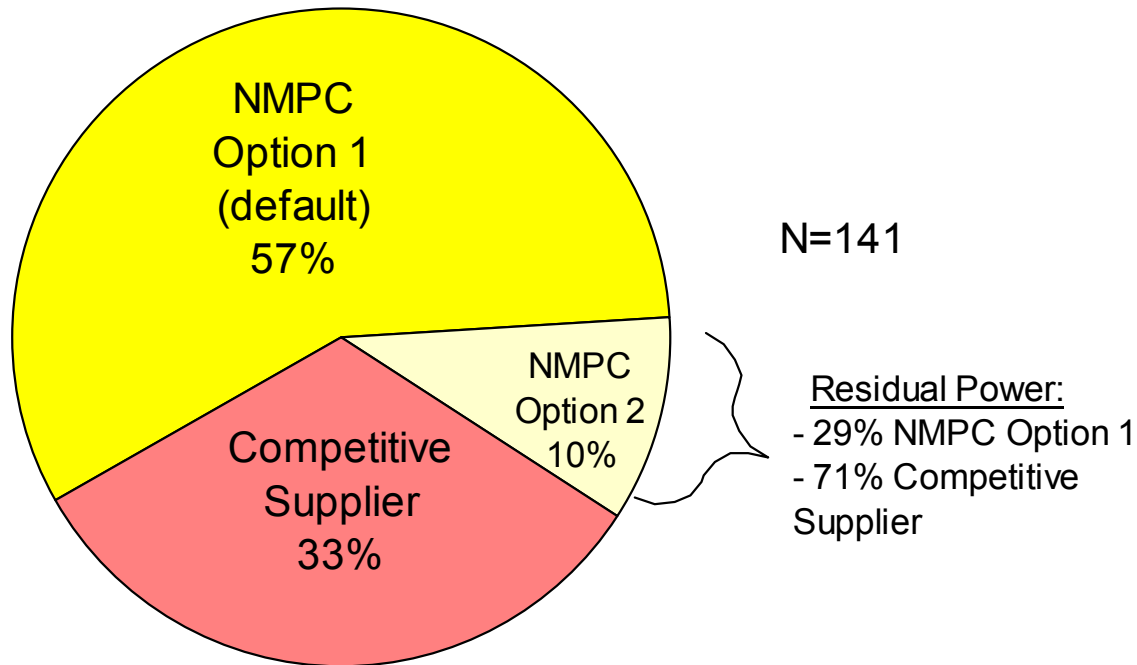 NMPC
Option 1
(default)
57%
N=141
NMPC
Option 2
10%
Residual Power:
- 29% NMPC Option 1
- 71% Competitive
Supplier
Competitive
Supplier
33%